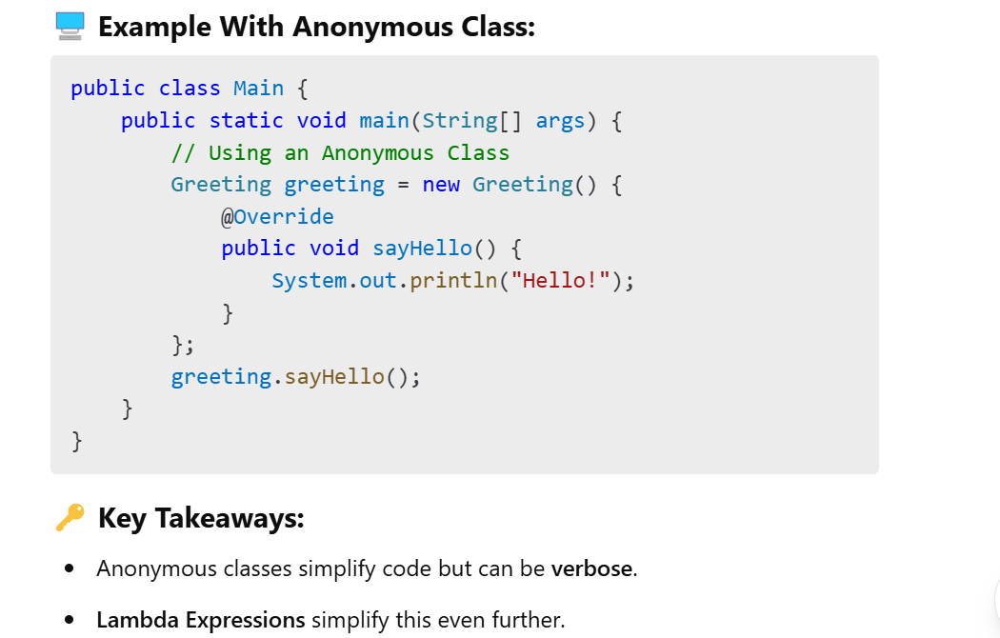 Example With Anonymous Class:
public class Main {
    public static void main(String[] args) {
        // Using an Anonymous Class
        Greeting greeting = new Greeting() {
            @Override
            public void sayHello() {
                System.out.println("Hello!");
            }
        };
        greeting.sayHello();
    }
}
Key Takeaways:
• Anonymous classes simplify code but can be verbose.
• Lambda Expressions simplify this even further.